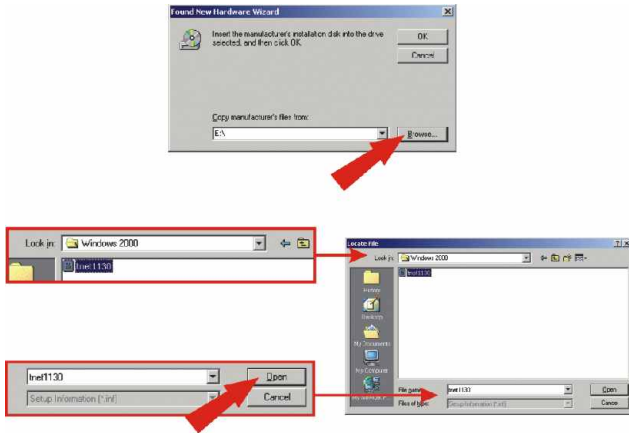 Found New Hardware Wizard
Insert the manufacturer's installation disk into the drive
selected, and then click OK.
OK
Cancel
Copy manufacturer's files from:
E:\
Browse...
Look in:
Windows 2000
tnet1130
tnet1130
Open
Setup Information (*.inf)
Cancel
Locate File
Look in:
Windows 2000
tnet1130
History
Desktop
My Documents
My Computer
My Network P...
File name:
tnet1130
Open
Files of type:
Setup Information (*.inf)
Cancel